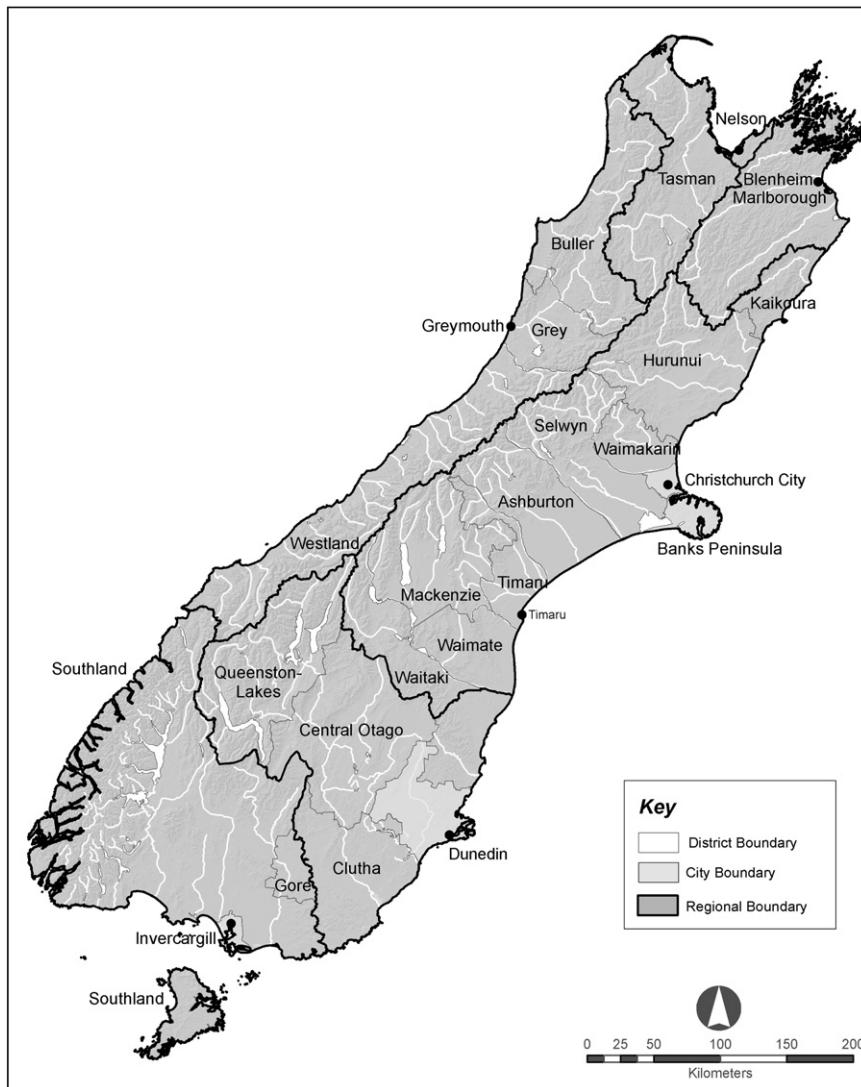 Nelson
Tasman
Blenheim
Marlborough
Buller
Kaikoura
Greymouth
Grey
Hurunui
Selwyn
Waimakariri
Christchurch City
Ashburton
Banks Peninsula
Westland
Timaru
Mackenzie
Timaru
Waimate
Southland
Queenston-
Lakes
Waitaki
Central Otago
Key
District Boundary
City Boundary
Regional Boundary
Dunedin
Clutha
Gore
Invercargill
Southland
0 25 50 100 150 200
Kilometers